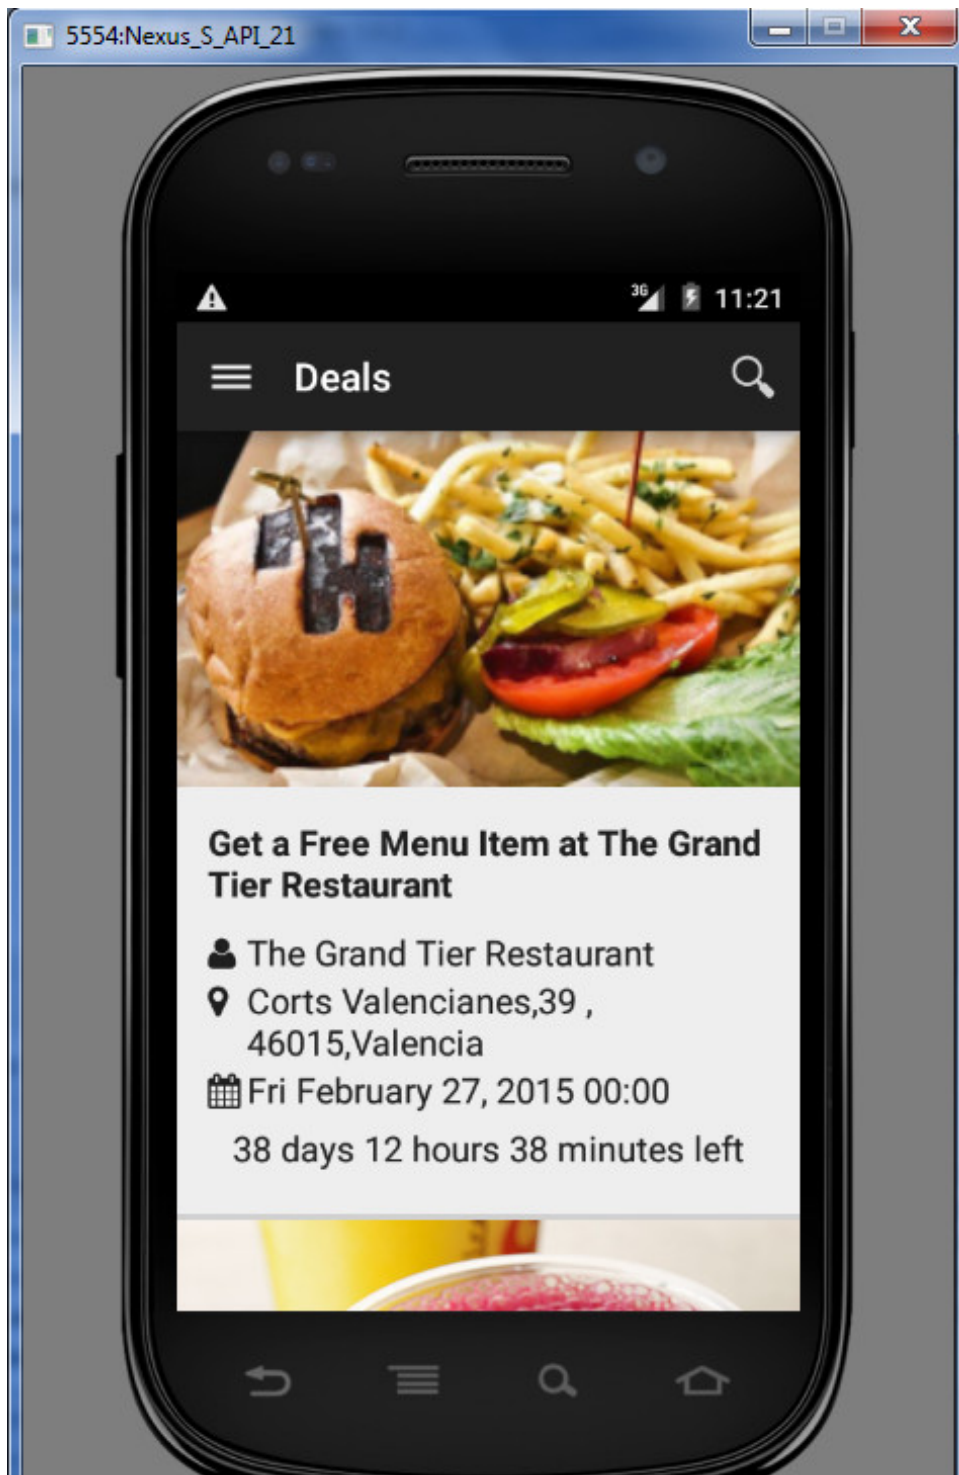 5554:Nexus_S_API_21
3G 11:21
Deals
H
Get a Free Menu Item at The Grand
Tier Restaurant
The Grand Tier Restaurant
Corts Valencianes,39 ,
46015,Valencia
Fri February 27, 2015 00:00
38 days 12 hours 38 minutes left